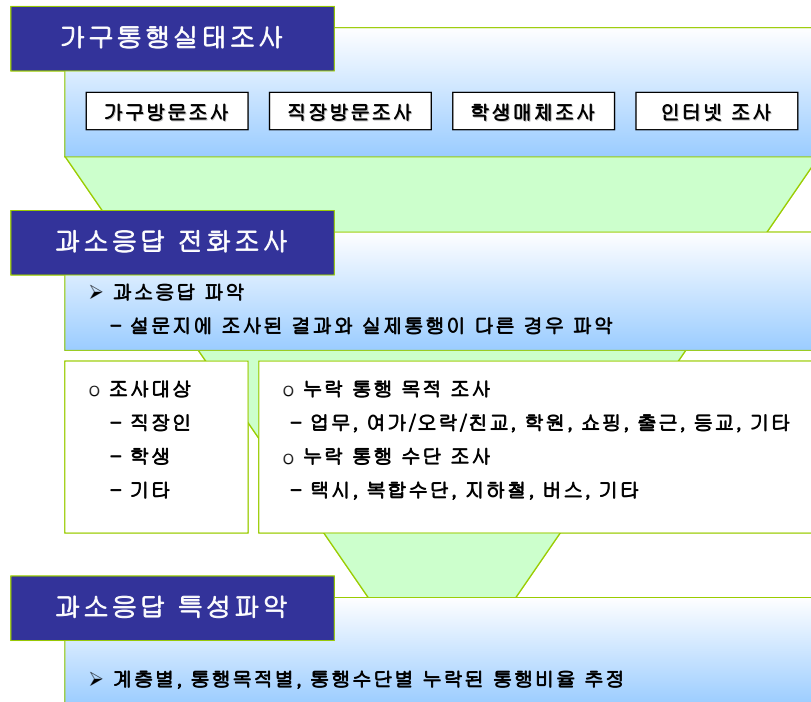 가구통행실태조사
가구방문조사 직장방문조사 학생매체조사 인터넷 조사
과소응답 전화조사
➢ 과소응답 파악
– 설문지에 조사된 결과와 실제통행이 다른 경우 파악
o 조사대상
– 직장인
– 학생
– 기타
o 누락 통행 목적 조사
– 업무, 여가/오락/친교, 학원, 쇼핑, 출근, 등교, 기타
o 누락 통행 수단 조사
– 택시, 복합수단, 지하철, 버스, 기타
과소응답 특성파악
➢ 계층별, 통행목적별, 통행수단별 누락된 통행비율 추정